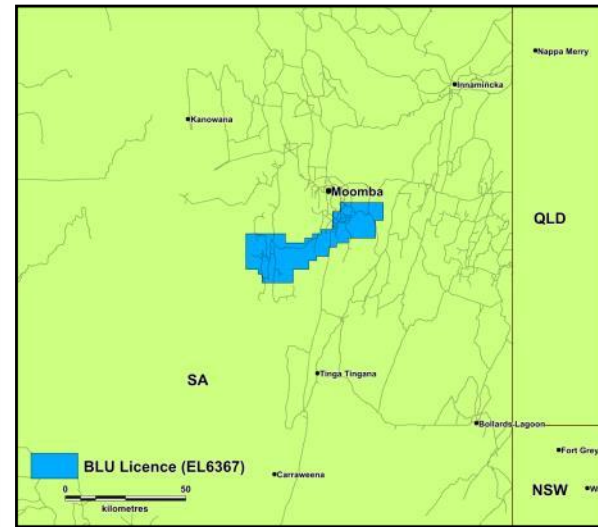 Nappa Merry
Innamincka
Kanowana
Moomba
QLD
Tinga Tingana
SA
Bollards Lagoon
Fort Grey
BLU Licence (EL6367)
Carraweena
NSW
W
0 50
kilometres